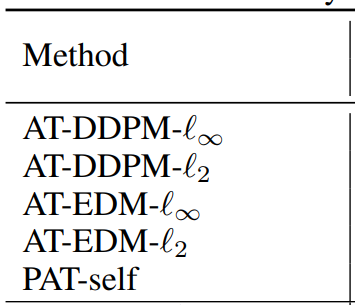 Method
AT-DDPM-ℓ∞
AT-DDPM-ℓ2
AT-EDM-ℓ∞
AT-EDM-ℓ2
PAT-self